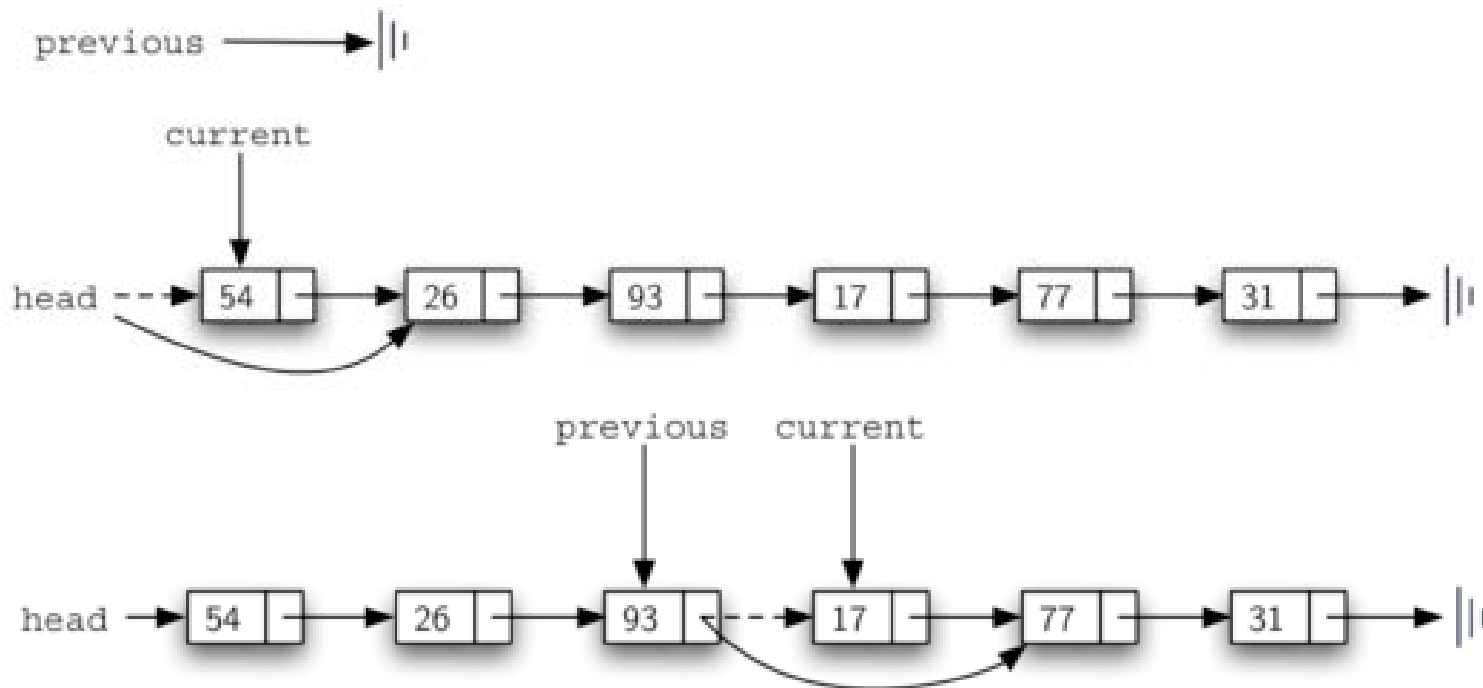 previous
current
head 54 26 93 17 77 31
previous current
head 54 26 93 17 77 31